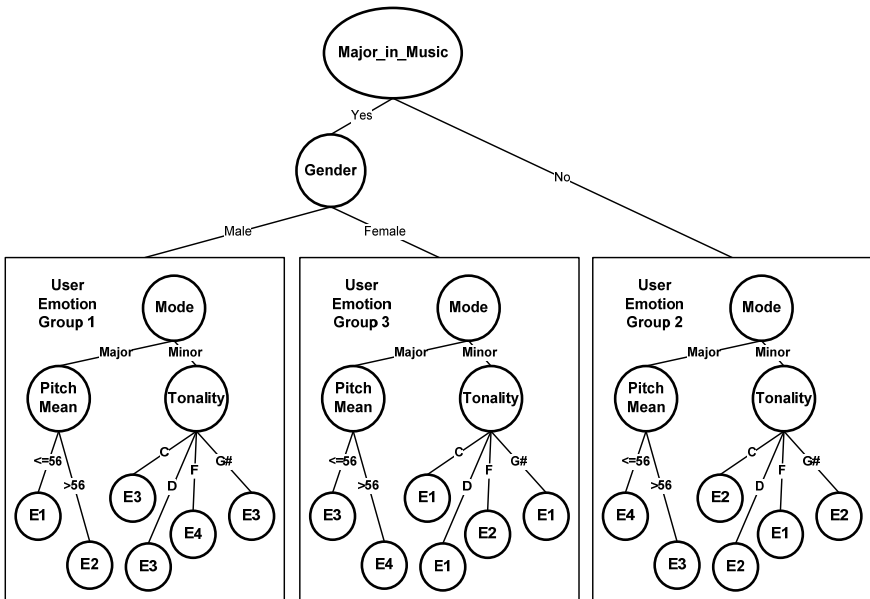 Major_in_Music
Yes
Gender
No
Male
Female
User
Emotion
Group 1
Mode
Major
Minor
Pitch
Mean
Tonality
<=56
>56
C
D
F
G#
E1
E2
E3
E3
E4
E3
User
Emotion
Group 3
Mode
Major
Minor
Pitch
Mean
Tonality
<=56
>56
C
D
F
G#
E3
E4
E1
E1
E2
E1
User
Emotion
Group 2
Mode
Major
Minor
Pitch
Mean
Tonality
<=56
>56
C
D
F
G#
E4
E3
E2
E2
E1
E2